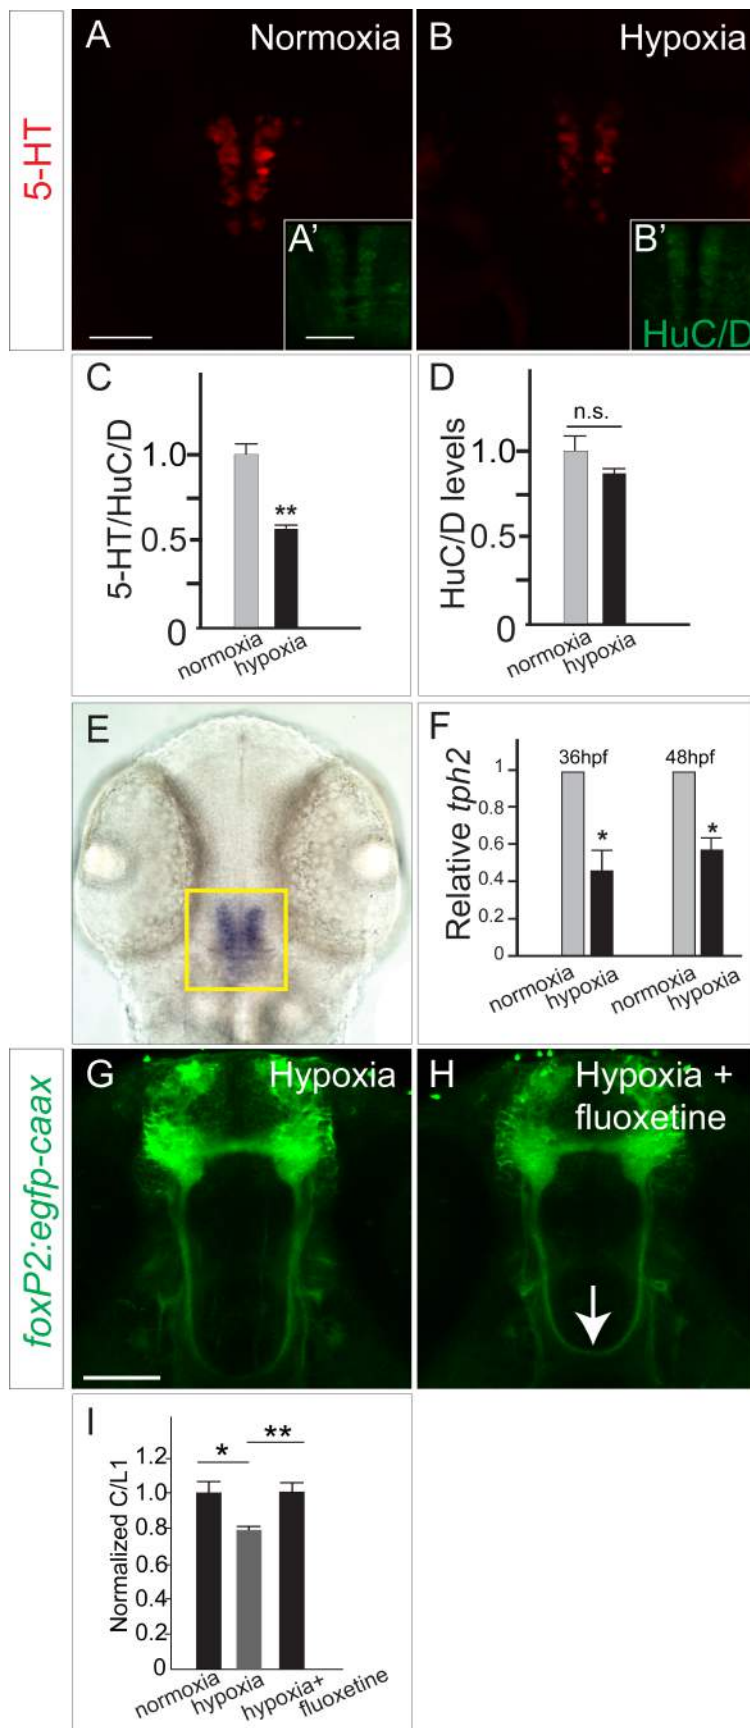 5-HT
A
Normoxia
A'
B
Hypoxia
B'
HuC/D
C
5-HT/HuC/D
1.0
0.5
0
**
normoxia
hypoxia
D
HuC/D levels
1.0
0.5
0
n.s.
normoxia
hypoxia
E
F
Relative tph2
1
0.8
0.6
0.4
0.2
0
36hpf
48hpf
*
*
normoxia
hypoxia
normoxia
hypoxia
foxP2:egfp-caax
G
Hypoxia
H
Hypoxia +
fluoxetine
I
Normalized C/L1
1.2
1.0
0.8
0.6
0.4
0.2
0
*
**
normoxia
hypoxia
hypoxia+
fluoxetine